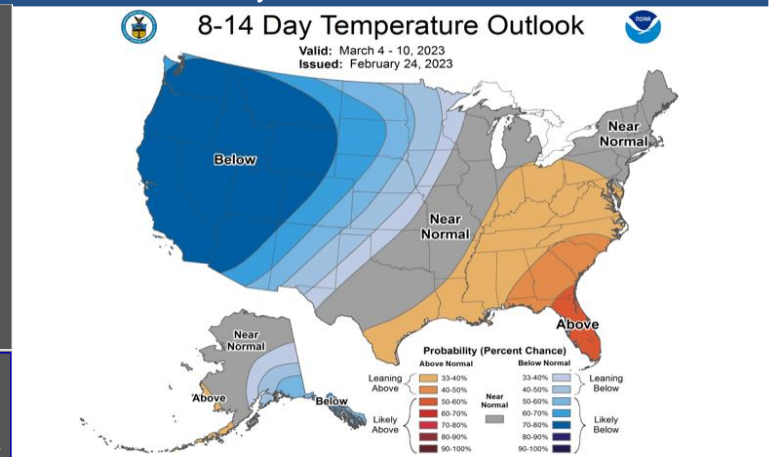 8-14 Day Temperature Outlook
NOAA
Valid: March 4 - 10, 2023
Issued: February 24, 2023
Below
Near
Normal
Near
Normal
Above
Near
Normal
Above
Below
Probability (Percent Chance)
Above Normal
Below Normal
Leaning
Above
33-40%
40-50%
Likely
Above
50-60%
60-70%
70-80%
80-90%
90-100%
Near
Normal
33-40%
40-50%
Leaning
Below
50-60%
60-70%
70-80%
80-90%
90-100%
Likely
Below